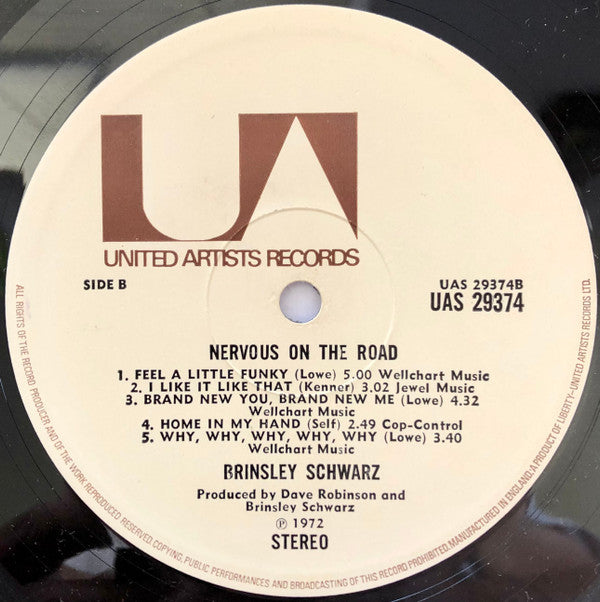 UA
UNITED ARTISTS RECORDS
SIDE B
UAS 29374B
UAS 29374
NERVOUS ON THE ROAD
1. FEEL A LITTLE FUNKY (Lowe) 5.00 Wellchart Music
2. I LIKE IT LIKE THAT (Kenner) 3.02 Jewel Music
3. BRAND NEW YOU, BRAND NEW ME (Lowe) 4.32
Wellchart Music
4. HOME IN MY HAND (Self) 2.49 Cop-Control
5. WHY, WHY, WHY, WHY, WHY (Lowe) 3.40
Wellchart Music
BRINSLEY SCHWARZ
Produced by Dave Robinson and
Brinsley Schwarz
℗ 1972
STEREO
ALL RIGHTS OF THE RECORD PRODUCER AND OF THE WORK REPRODUCED RESERVED. COPYING, PUBLIC PERFORMANCES AND BROADCASTING OF THIS RECORD PROHIBITED. MANUFACTURED IN ENGLAND. A PRODUCT OF LIBERTY-UNITED ARTISTS RECORDS LTD.